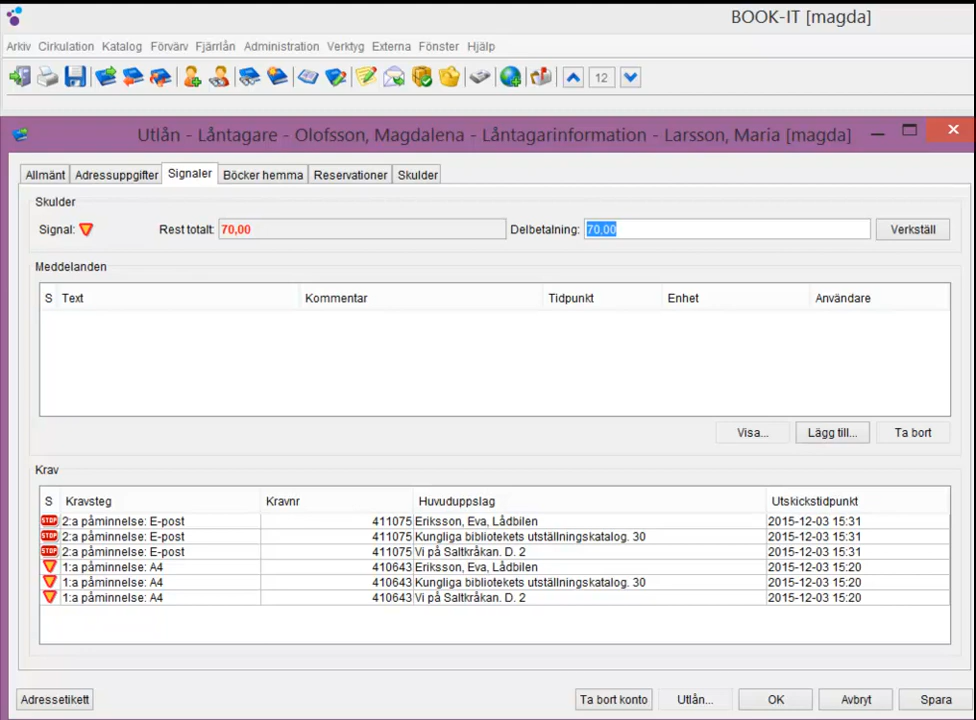 BOOK-IT [magda]
Arkiv Cirkulation Katalog Förvärv Fjärrlån Administration Verktyg Externa Fönster Hjälp
12
Utlån - Låntagare - Olofsson, Magdalena - Låntagarinformation - Larsson, Maria [magda]
Allmänt Adressuppgifter Signaler Böcker hemma Reservationer Skulder
Skulder
Signal: Rest totalt: 70,00 Delbetalning: 70,00 Verkställ
Meddelanden
S Text Kommentar Tidpunkt Enhet Användare
Visa... Lägg till... Ta bort
Krav
S Kravsteg Kravnr Huvuduppslag Utskickstidpunkt
STOP 2:a påminnelse: E-post 411075 Eriksson, Eva, Lådbilen 2015-12-03 15:31
STOP 2:a påminnelse: E-post 411075 Kungliga bibliotekets utställningskatalog. 30 2015-12-03 15:31
STOP 2:a påminnelse: E-post 411075 Vi på Saltkråkan. D. 2 2015-12-03 15:31
1:a påminnelse: A4 410643 Eriksson, Eva, Lådbilen 2015-12-03 15:20
1:a påminnelse: A4 410643 Kungliga bibliotekets utställningskatalog. 30 2015-12-03 15:20
1:a påminnelse: A4 410643 Vi på Saltkråkan. D. 2 2015-12-03 15:20
Adressetikett Ta bort konto Utlån... OK Avbryt Spara